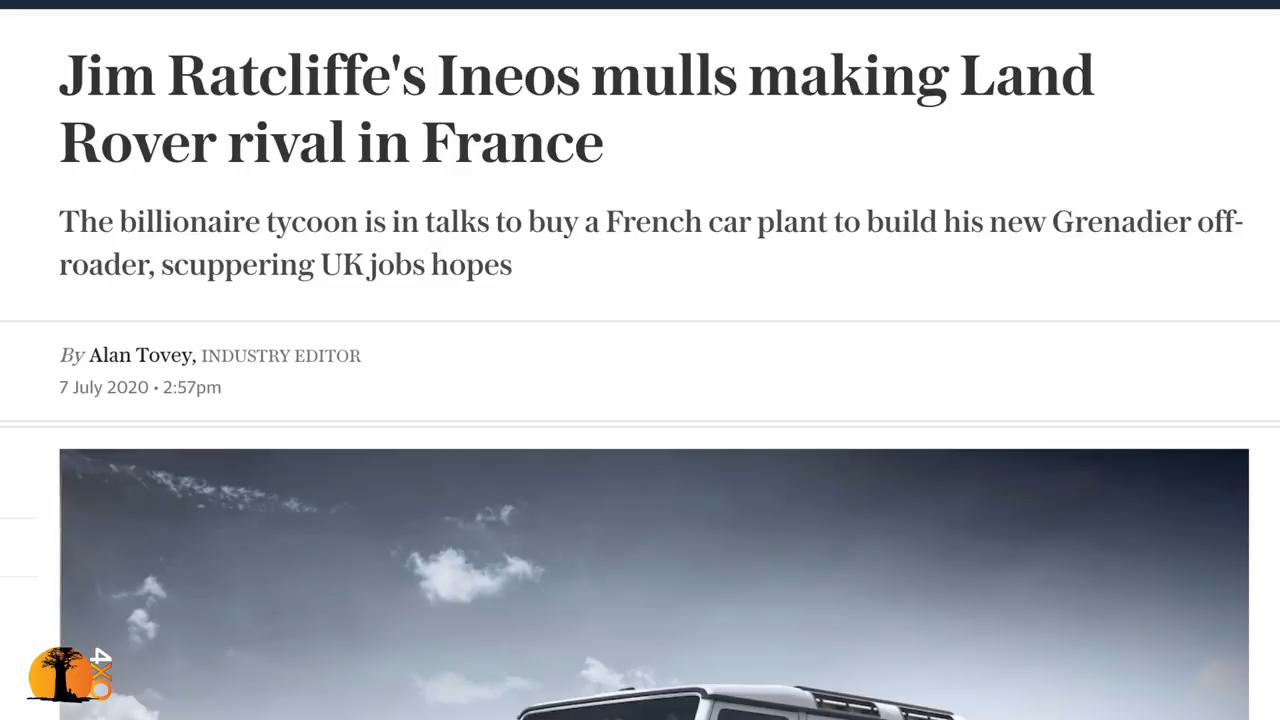 Jim Ratcliffe's Ineos mulls making Land
Rover rival in France
The billionaire tycoon is in talks to buy a French car plant to build his new Grenadier off-
roader, scuppering UK jobs hopes
By Alan Tovey, INDUSTRY EDITOR
7 July 2020 • 2:57pm
4XO